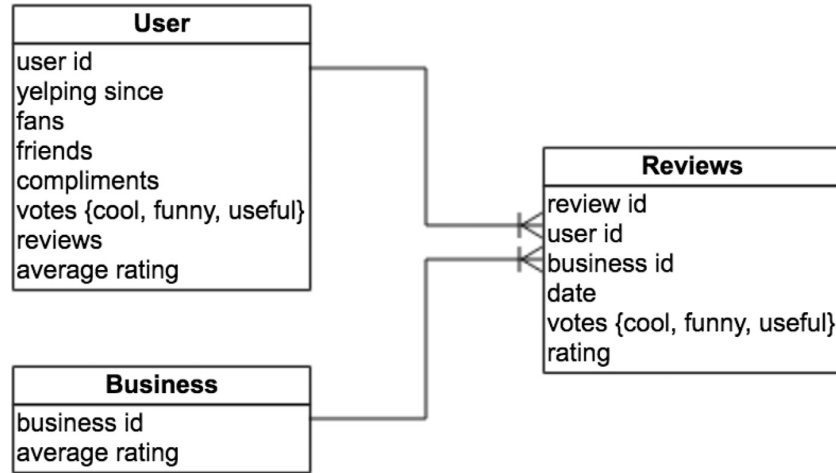 User
user id
yelping since
fans
friends
compliments
votes {cool, funny, useful}
reviews
average rating
Business
business id
average rating
Reviews
review id
user id
business id
date
votes {cool, funny, useful}
rating